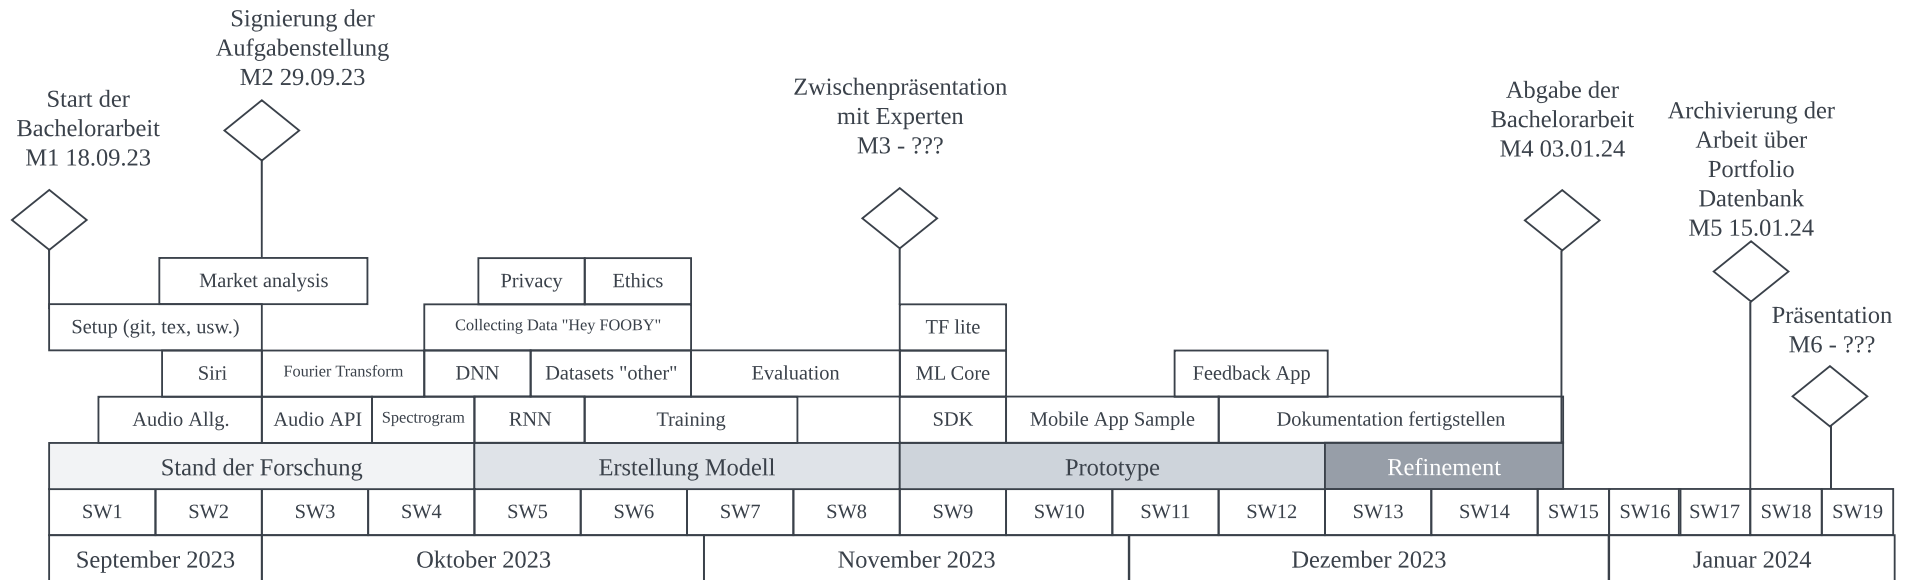 Signierung der
Aufgabenstellung
M2 29.09.23
Start der
Bachelorarbeit
M1 18.09.23
Zwischenpräsentation
mit Experten
M3 - ???
Abgabe der
Bachelorarbeit
M4 03.01.24
Archivierung der
Arbeit über
Portfolio
Datenbank
M5 15.01.24
Präsentation
M6 - ???
Market analysis
Privacy
Ethics
Setup (git, tex, usw.)
Collecting Data "Hey FOOBY"
TF lite
Siri
Fourier Transform
DNN
Datasets "other"
Evaluation
ML Core
Feedback App
Audio Allg.
Audio API
Spectrogram
RNN
Training
SDK
Mobile App Sample
Dokumentation fertigstellen
Stand der Forschung
Erstellung Modell
Prototype
Refinement
SW1
SW2
SW3
SW4
SW5
SW6
SW7
SW8
SW9
SW10
SW11
SW12
SW13
SW14
SW15
SW16
SW17
SW18
SW19
September 2023
Oktober 2023
November 2023
Dezember 2023
Januar 2024